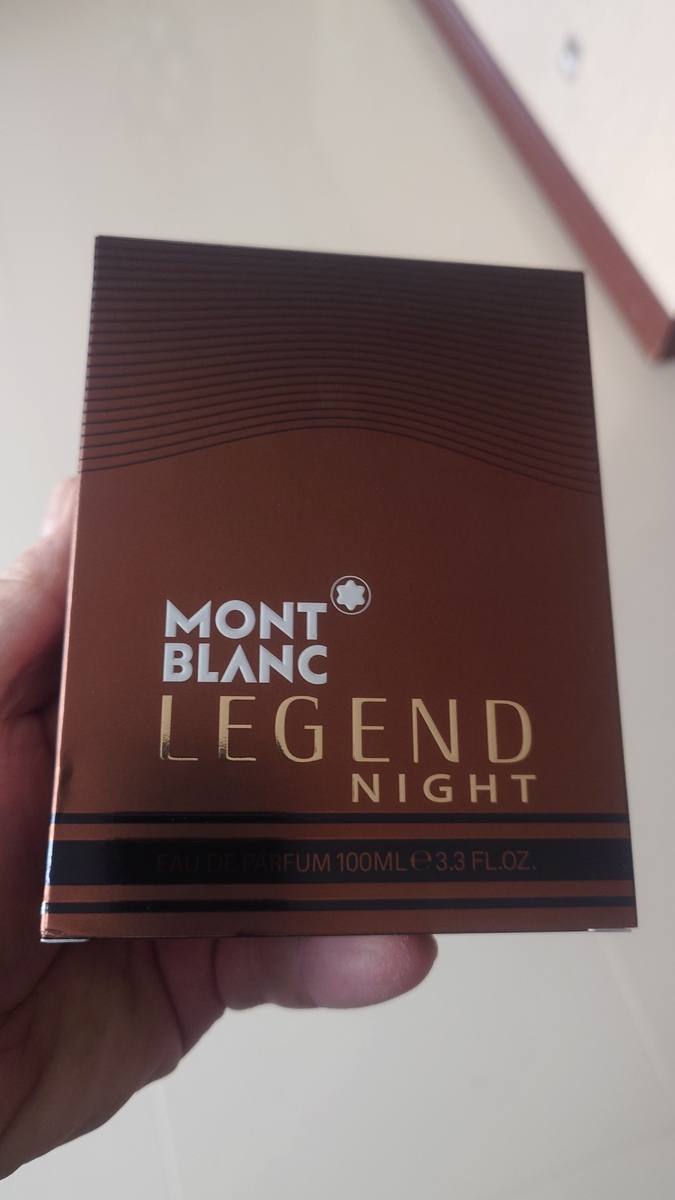 MONT
BLANC
LEGEND
NIGHT
EAU DE PARFUM 100ML ℮ 3.3 FL.OZ.